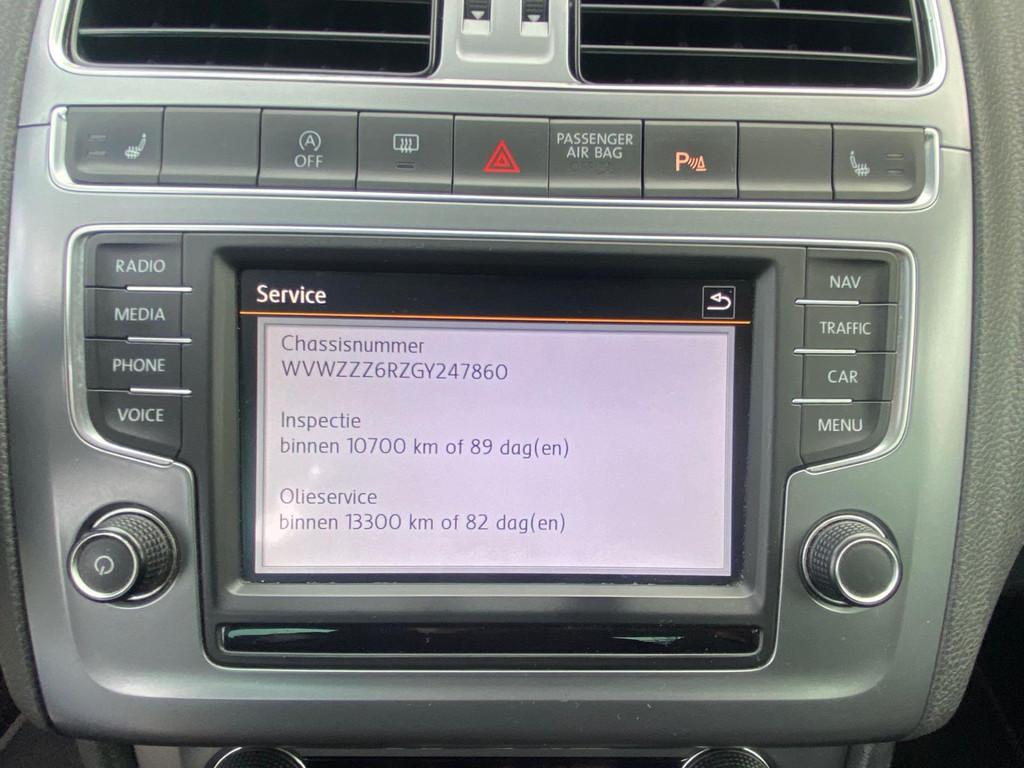 OFF
PASSENGER
AIR BAG
P
RADIO
MEDIA
PHONE
VOICE
Service
Chassisnummer
WVWZZZ6RZGY247860
Inspectie
binnen 10700 km of 89 dag(en)
Olieservice
binnen 13300 km of 82 dag(en)
NAV
TRAFFIC
CAR
MENU